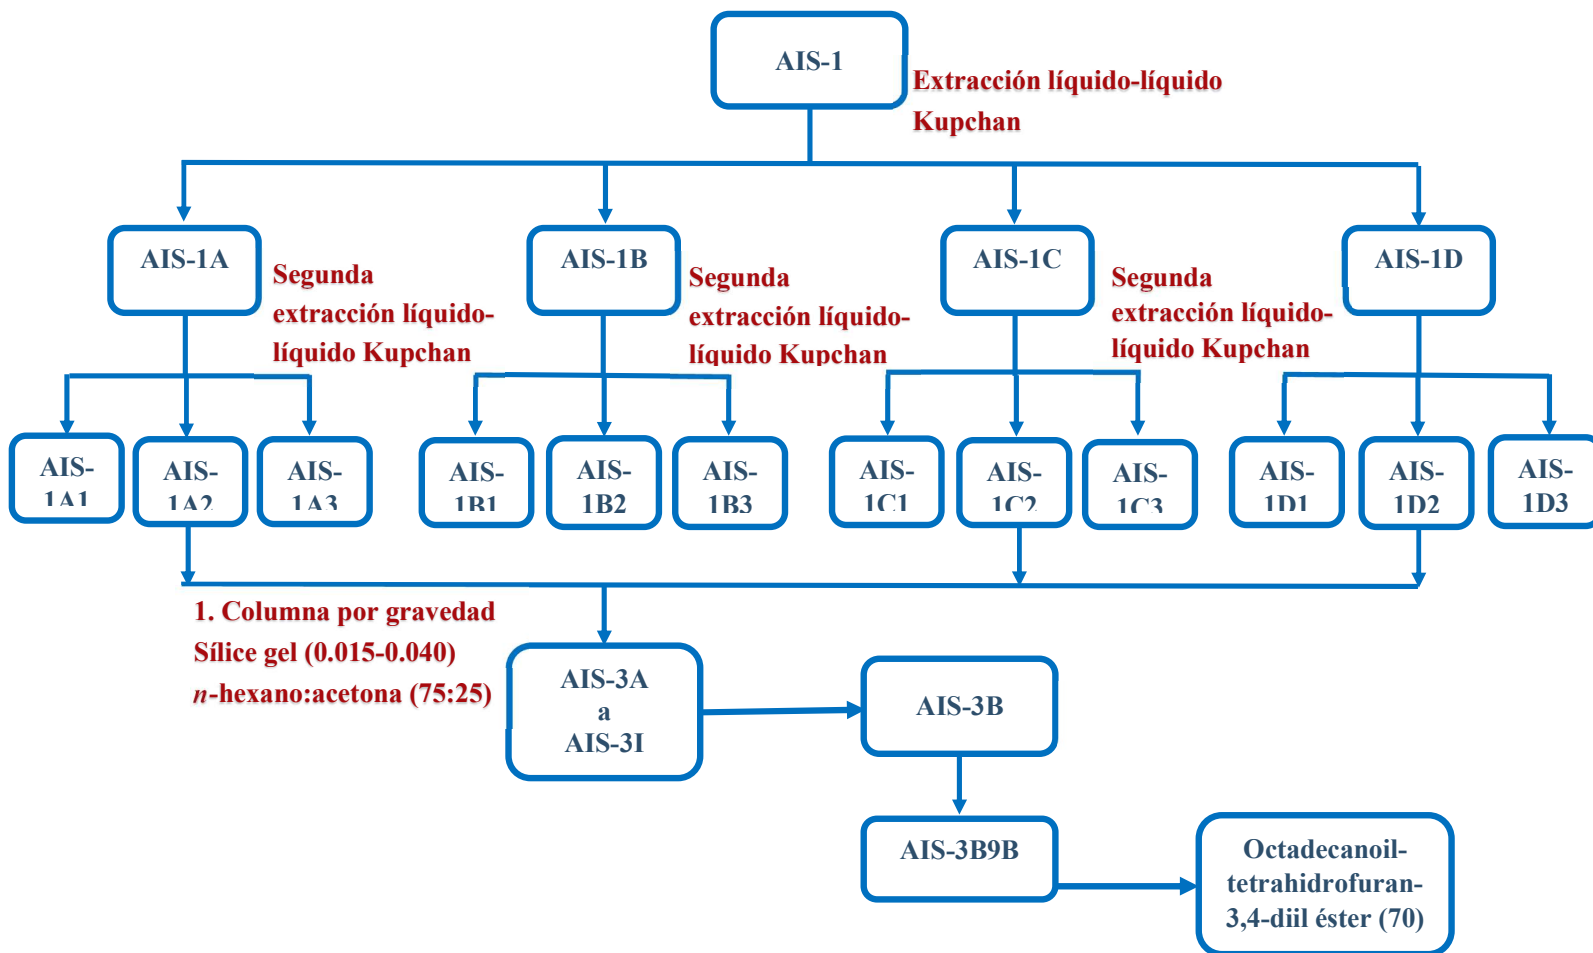 AIS-1
Extracción líquido-líquido
Kupchan
AIS-1A
Segunda
extracción líquido-
líquido Kupchan
AIS-1B
Segunda
extracción líquido-
líquido Kupchan
AIS-1C
Segunda
extracción líquido-
líquido Kupchan
AIS-1D
AIS-
1A1
AIS-
1A2
AIS-
1A3
AIS-
1B1
AIS-
1B2
AIS-
1B3
AIS-
1C1
AIS-
1C2
AIS-
1C3
AIS-
1D1
AIS-
1D2
AIS-
1D3
1. Columna por gravedad
Sílice gel (0.015-0.040)
n-hexano:acetona (75:25)
AIS-3A
a
AIS-3I
AIS-3B
AIS-3B9B
Octadecanoil-
tetrahidrofuran-
3,4-diil éster (70)